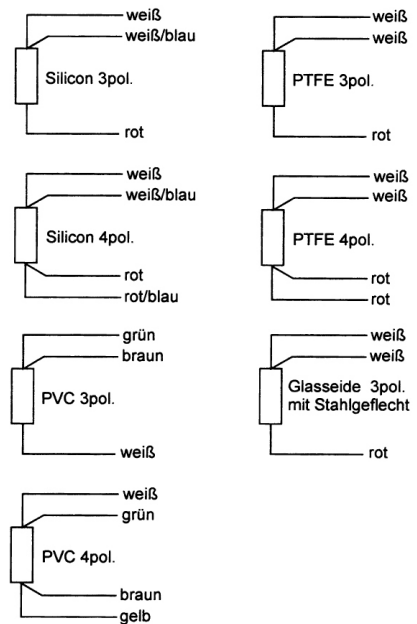 weiß
weiß/blau
Silicon 3pol.
rot
weiß
weiß
PTFE 3pol.
rot
weiß
weiß/blau
Silicon 4pol.
rot
rot/blau
weiß
weiß
PTFE 4pol.
rot
rot
grün
braun
PVC 3pol.
weiß
weiß
weiß
Glasseide 3pol.
mit Stahlgeflecht
rot
weiß
grün
PVC 4pol.
braun
gelb